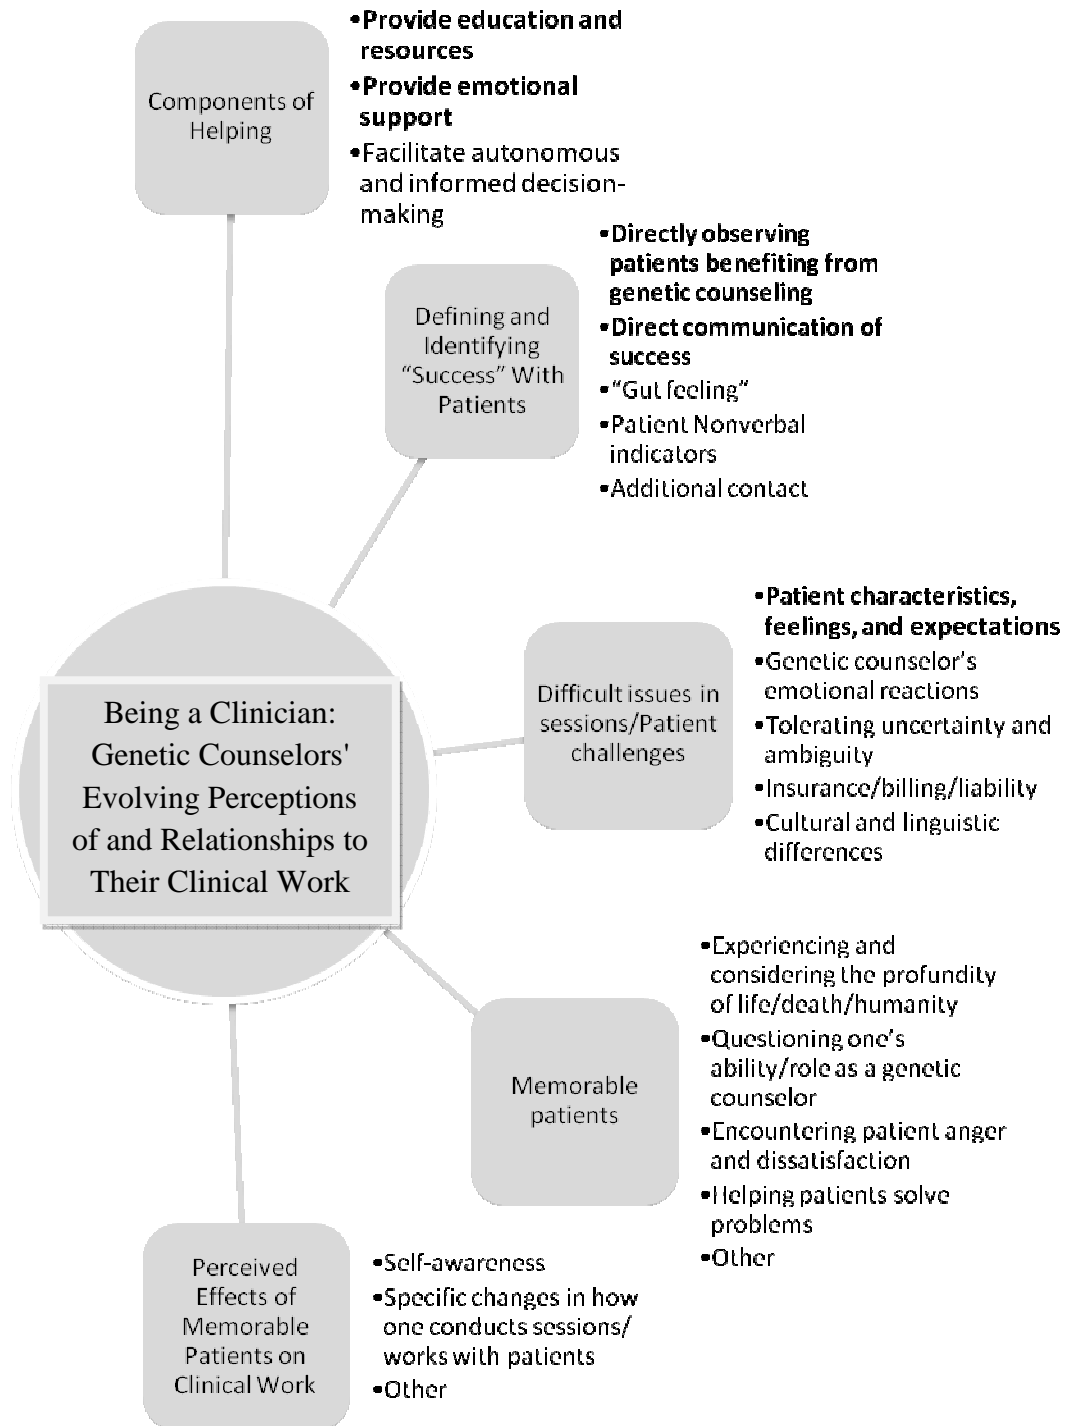 Components of
Helping
•Provide education and
resources
•Provide emotional
support
•Facilitate autonomous
and informed decision-
making
Defining and
Identifying
“Success” With
Patients
•Directly observing
patients benefiting from
genetic counseling
•Direct communication of
success
•“Gut feeling”
•Patient Nonverbal
indicators
•Additional contact
Being a Clinician:
Genetic Counselors'
Evolving Perceptions
of and Relationships to
Their Clinical Work
Difficult issues in
sessions/Patient
challenges
•Patient characteristics,
feelings, and expectations
•Genetic counselor’s
emotional reactions
•Tolerating uncertainty and
ambiguity
•Insurance/billing/liability
•Cultural and linguistic
differences
Memorable
patients
•Experiencing and
considering the profundity
of life/death/humanity
•Questioning one’s
ability/role as a genetic
counselor
•Encountering patient anger
and dissatisfaction
•Helping patients solve
problems
•Other
Perceived
Effects of
Memorable
Patients on
Clinical Work
•Self-awareness
•Specific changes in how
one conducts sessions/
works with patients
•Other